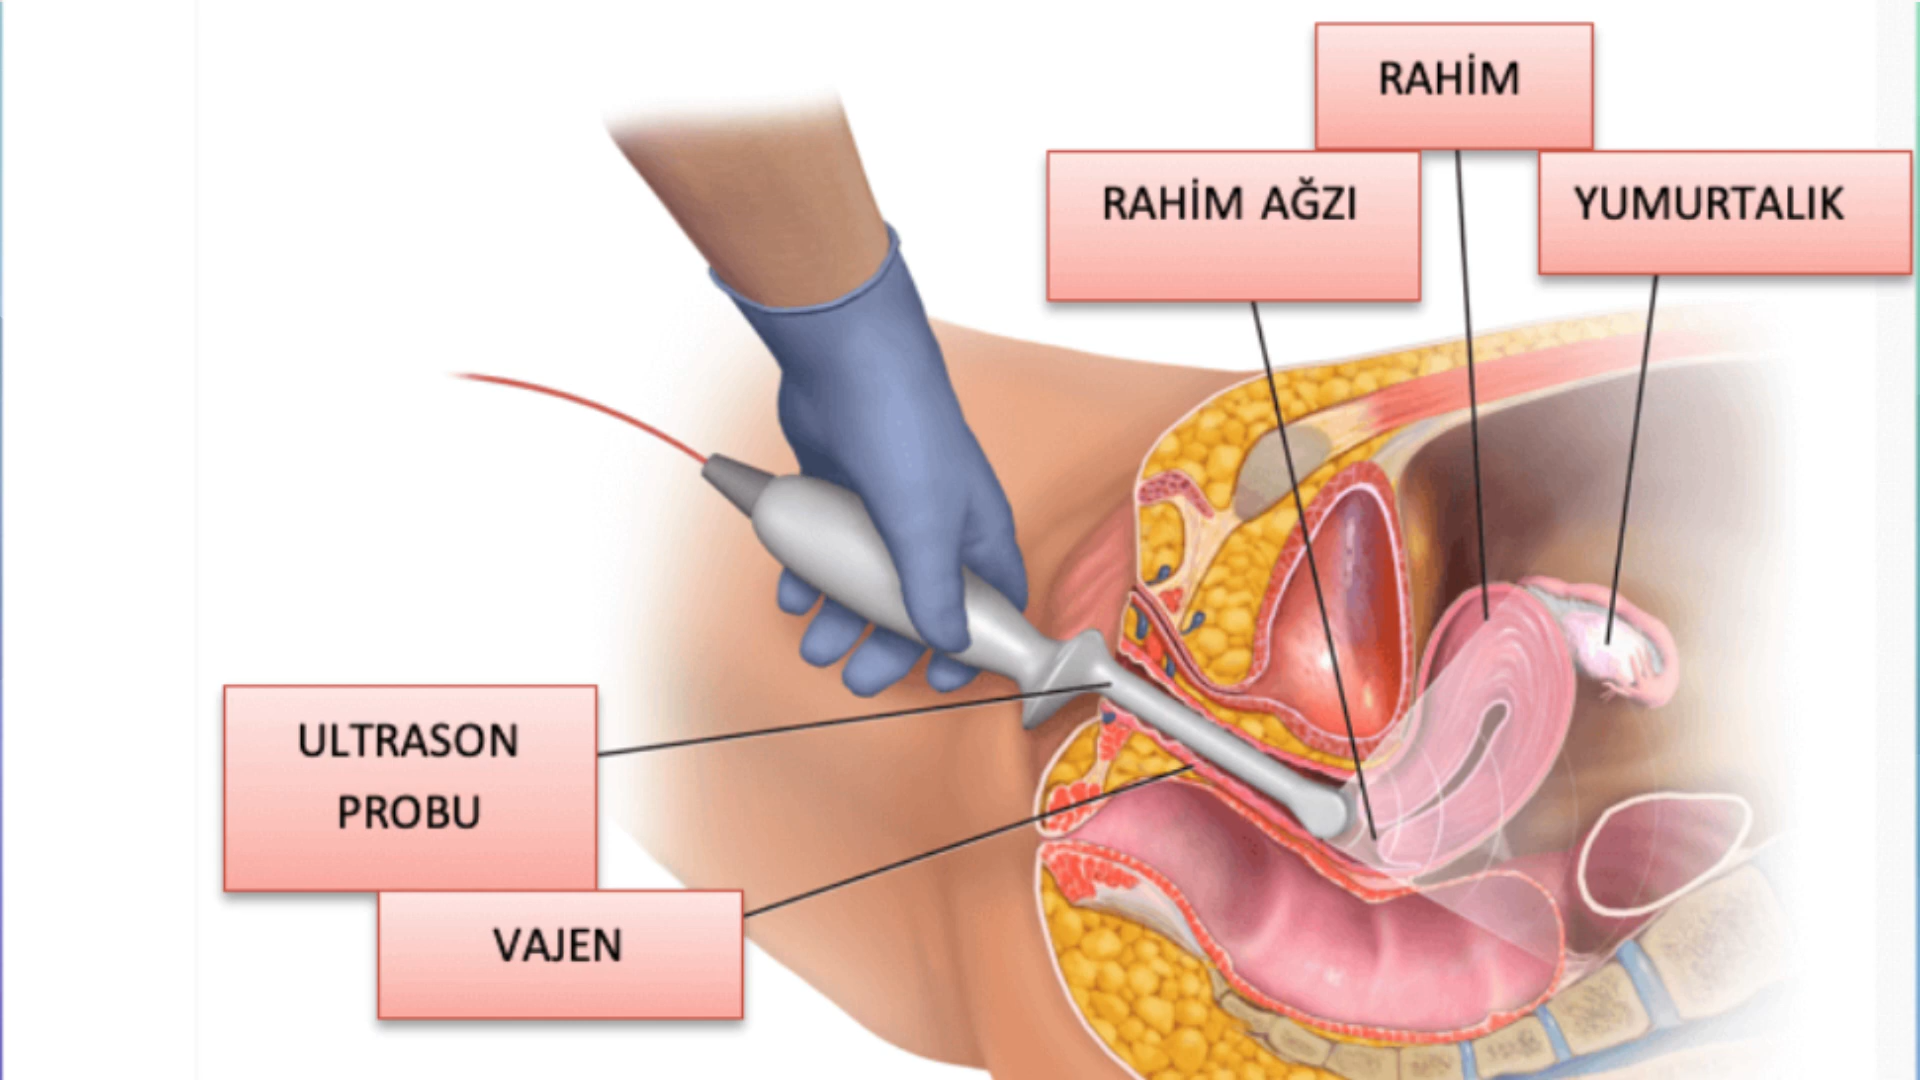 RAHİM
RAHİM AĞZI
YUMURTALIK
ULTRASON
PROBU
VAJEN